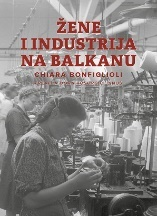 ŽENE
I INDUSTRIJA
NA BALKANU
CHIARA BONFIGLIOLI